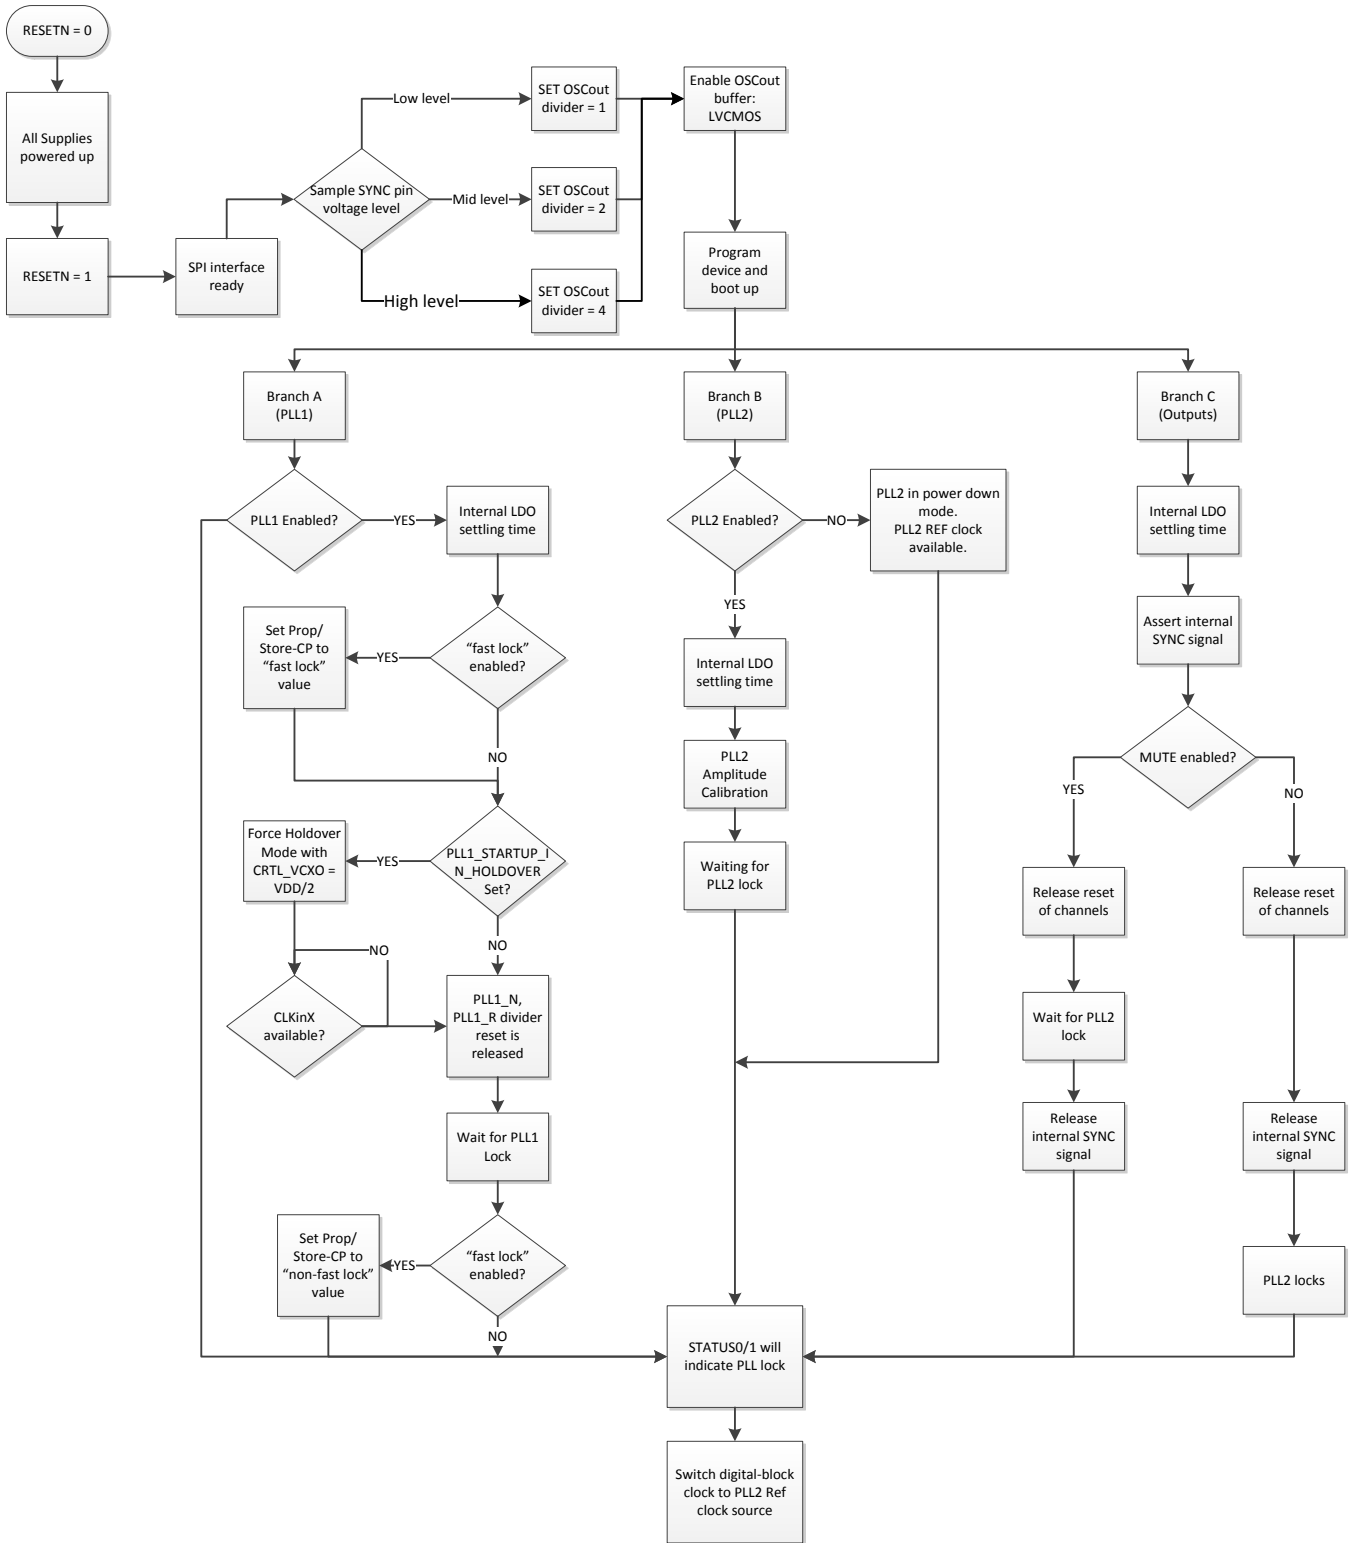 RESETN = 0
All Supplies
powered up
RESETN = 1
SPI interface
ready
Sample SYNC pin
voltage level
Low level
Mid level
High level
SET OSCout
divider = 1
SET OSCout
divider = 2
SET OSCout
divider = 4
Enable OSCout
buffer:
LVCMOS
Program
device and
boot up
Branch A
(PLL1)
PLL1 Enabled?
YES
Internal LDO
settling time
"fast lock"
enabled?
YES
Set Prop/
Store-CP to
"fast lock"
value
NO
PLL1_STARTUP_I
N_HOLDOVER
Set?
YES
Force Holdover
Mode with
CRTL_VCXO =
VDD/2
NO
NO
CLKinX
available?
PLL1_N,
PLL1_R divider
reset is
released
Wait for PLL1
Lock
"fast lock"
enabled?
YES
Set Prop/
Store-CP to
"non-fast lock"
value
NO
Branch B
(PLL2)
PLL2 Enabled?
NO
PLL2 in power down
mode.
PLL2 REF clock
available.
YES
Internal LDO
settling time
PLL2
Amplitude
Calibration
Waiting for
PLL2 lock
Branch C
(Outputs)
Internal LDO
settling time
Assert internal
SYNC signal
MUTE enabled?
YES
NO
Release reset
of channels
Wait for PLL2
lock
Release
internal SYNC
signal
Release reset
of channels
Release
internal SYNC
signal
PLL2 locks
STATUS0/1 will
indicate PLL lock
Switch digital-block
clock to PLL2 Ref
clock source